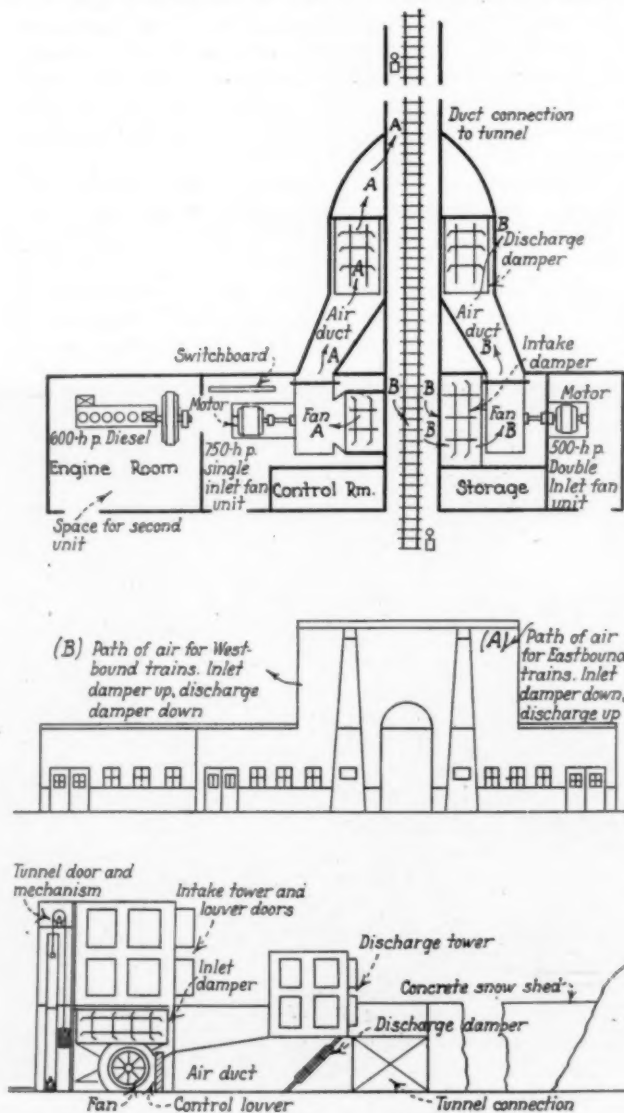 A
Duct connection
to tunnel
A
B
Discharge
damper
A
Air
duct
Air
duct
A
B
Intake
damper
Switchboard
B
B
Motor
Fan
A
B
Fan
B
Motor
600-h p. Diesel
Engine Room
750-h.p.
single
inlet fan
unit
500-h.p.
Double
Inlet fan
unit
Control Rm.
Storage
Space for second
unit
(B) Path of air for West-
bound trains. Inlet
damper up, discharge
damper down
(A) Path of air
for Eastbound
trains. Inlet
damper down,
discharge up
Tunnel door and
mechanism
Intake tower and
louver doors
Inlet
damper
Discharge tower
Concrete snow shed
Discharge damper
Air duct
Fan
Control louver
Tunnel connection